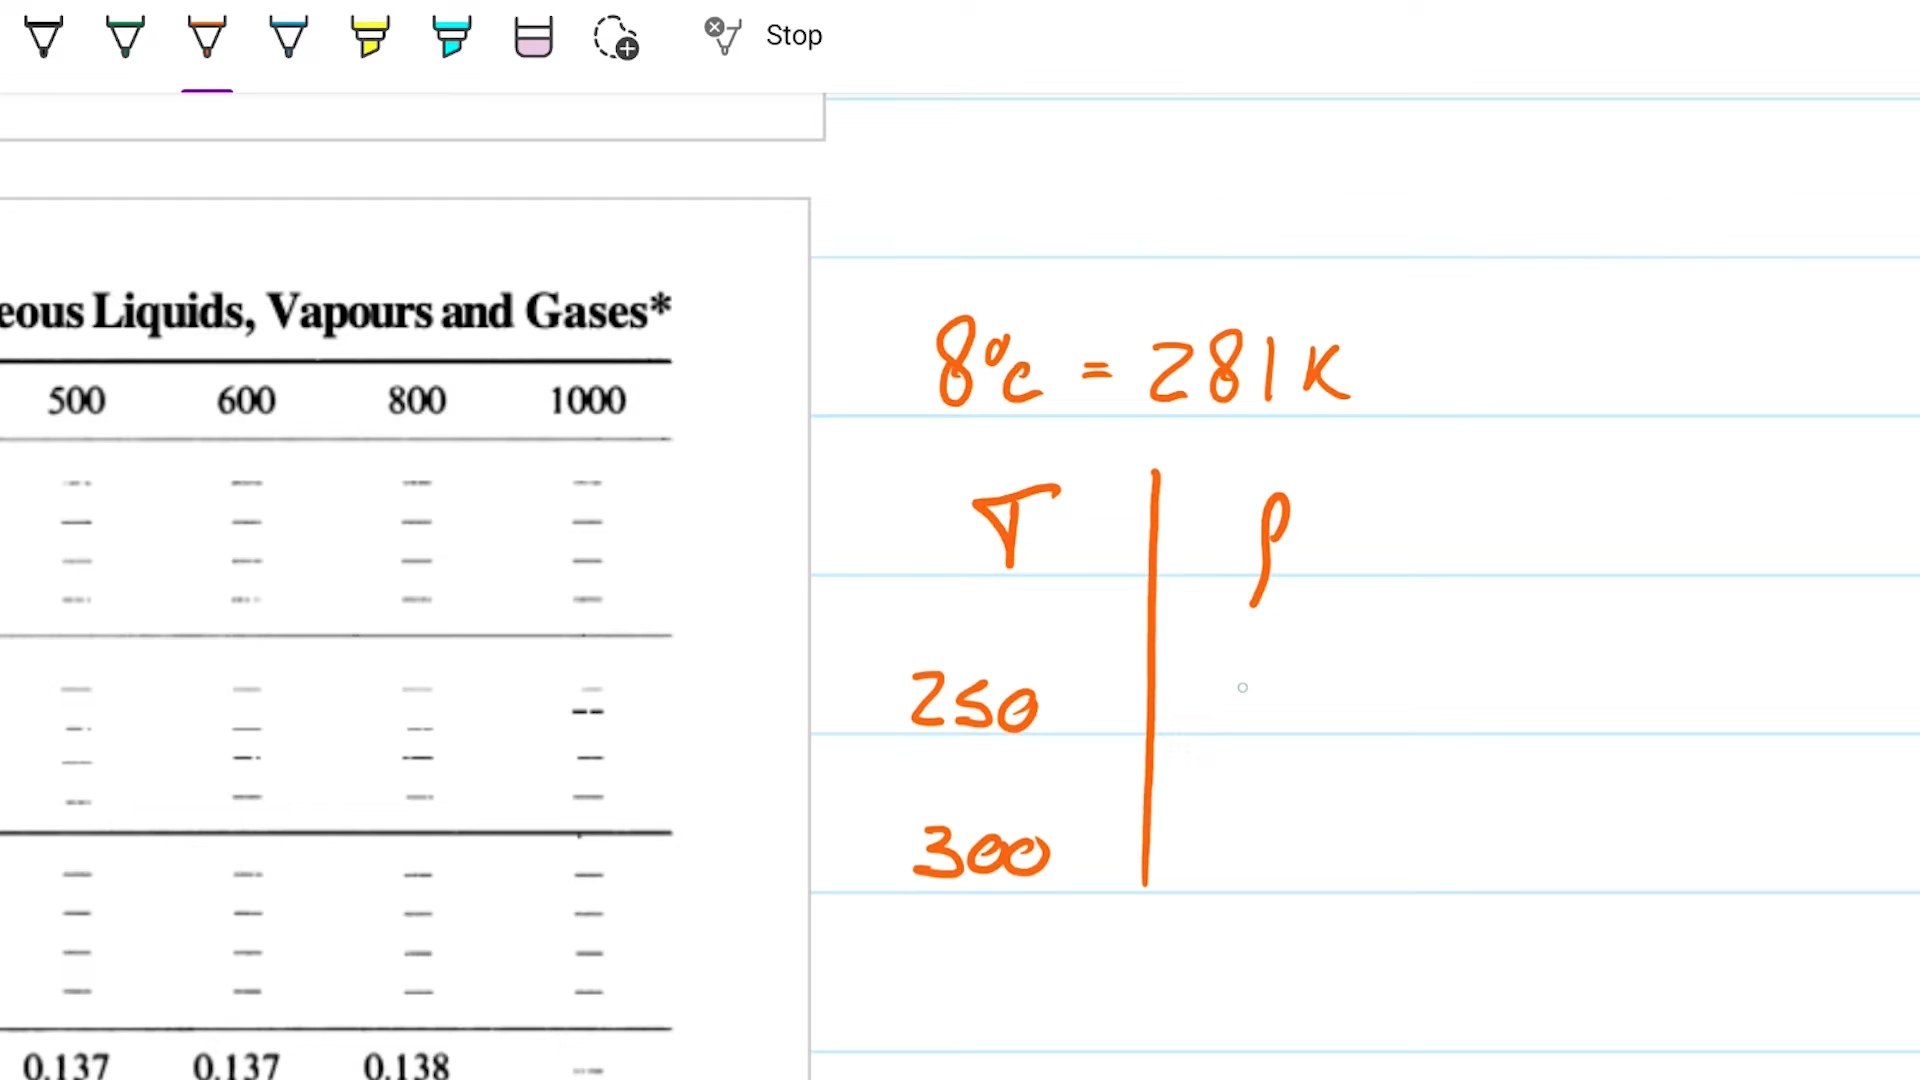 Stop
eous Liquids, Vapours and Gases*
500 600 800 1000
0.137 0.137 0.138
8°C = 281K
T ρ
250
300